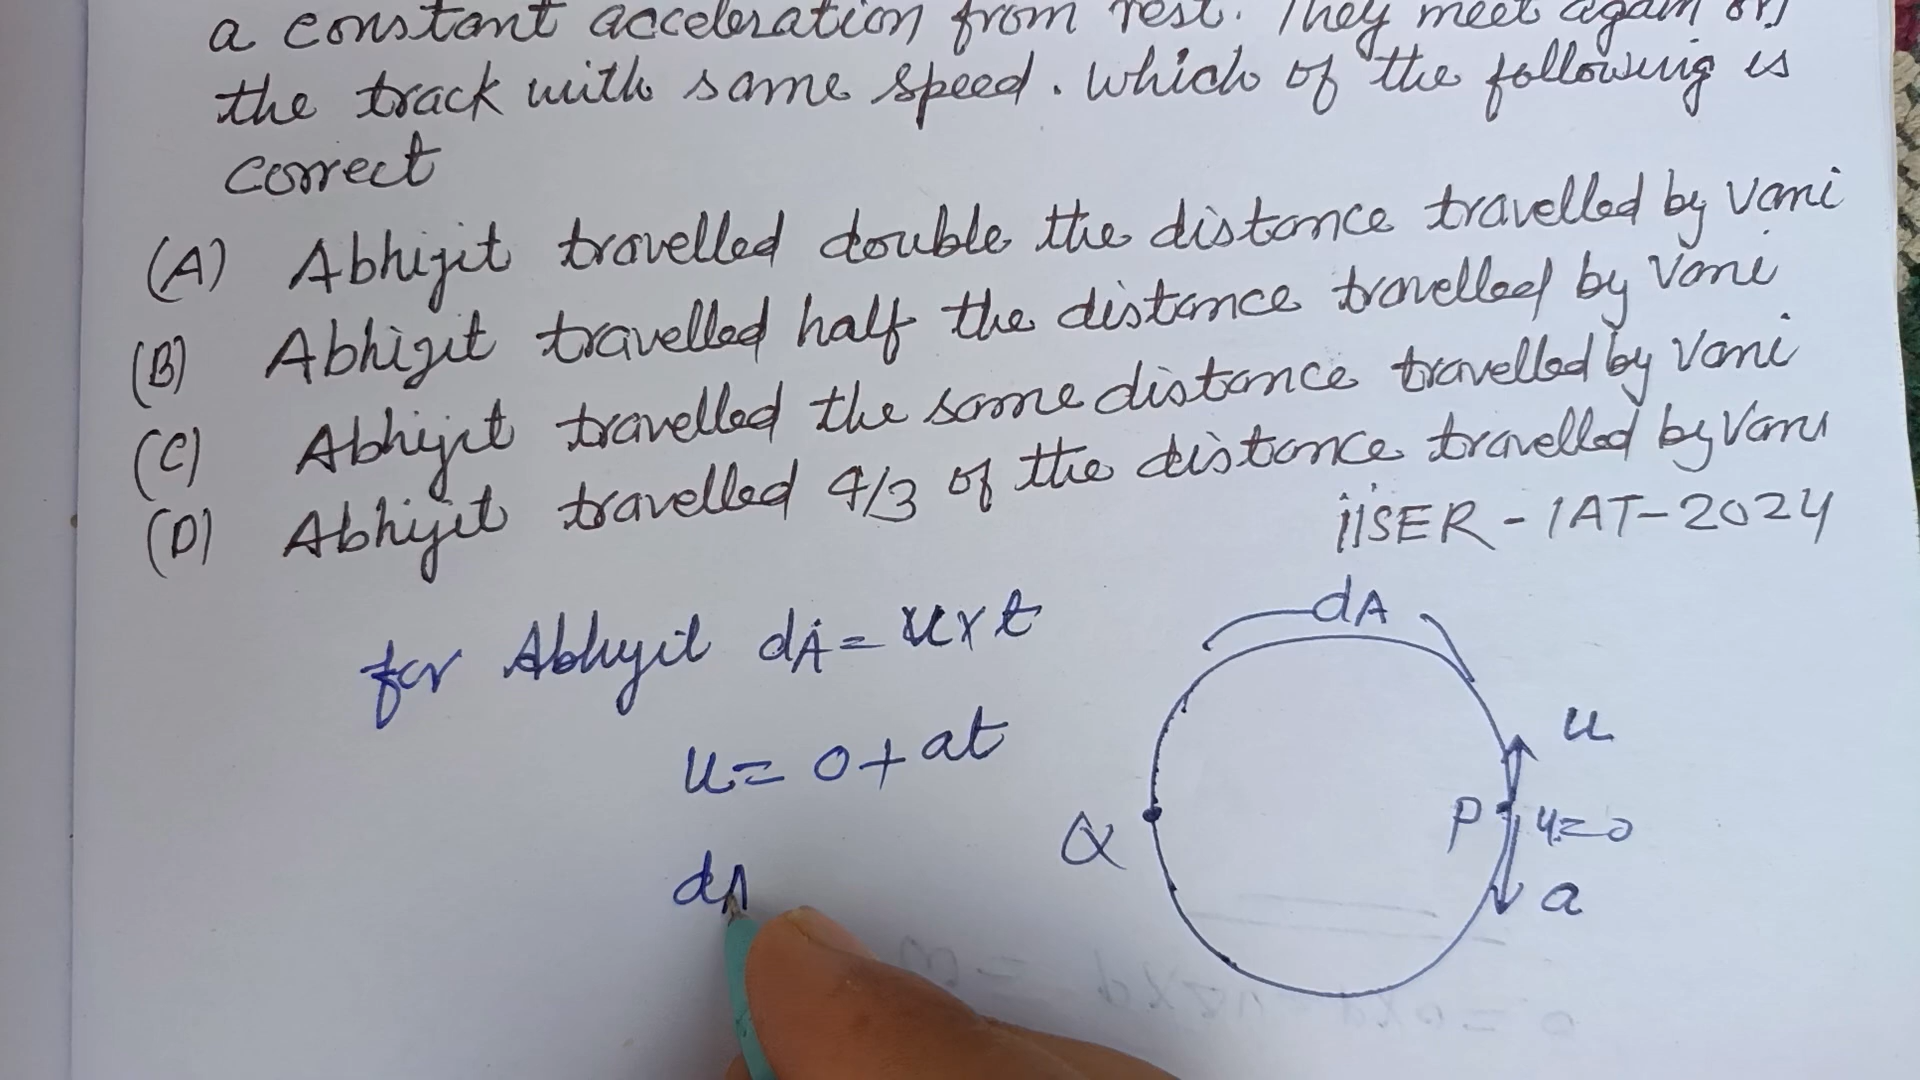 a constant acceleration from rest. They meet again on
the track with same speed. which of the following is
correct
(A) Abhijit travelled double the distance travelled by Vani
(B) Abhijit travelled half the distance travelled by Vani
(C) Abhijit travelled the same distance travelled by Vani
(D) Abhijit travelled 4/3 of the distance travelled by Vani
iiSER - IAT-2024
for Abhijit dA = u x t
u = 0 + at
dA
dA
u
Q
P
u=0
a